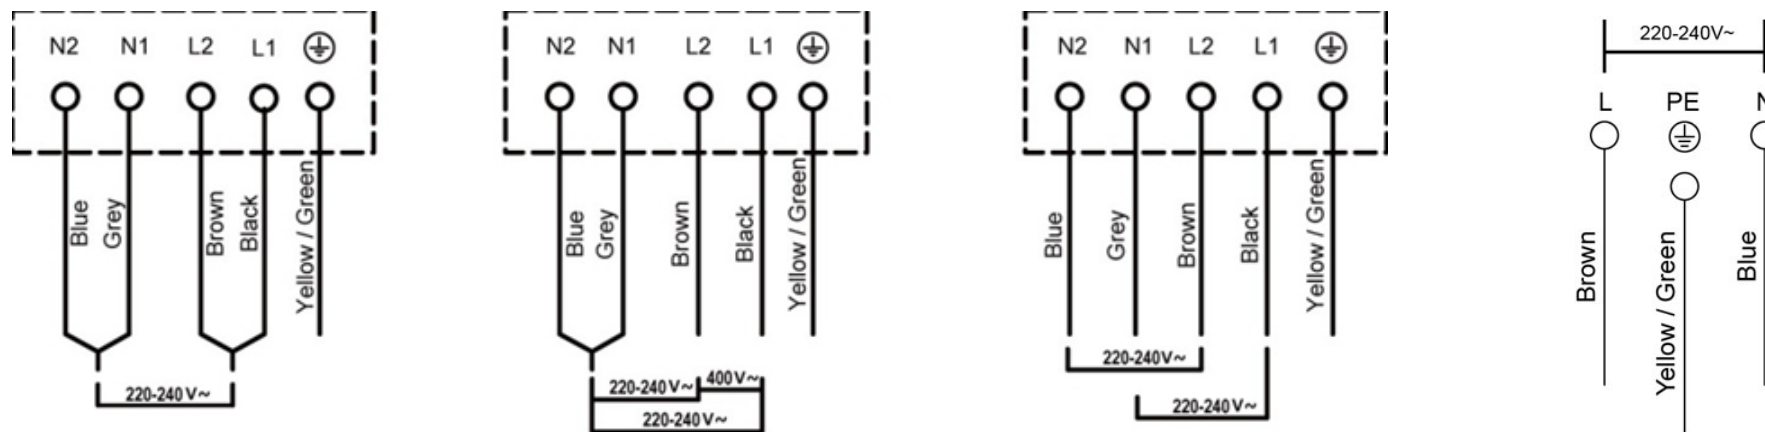 N2 N1 L2 L1
Blue
Grey
Brown
Black
Yellow / Green
220-240V~
N2 N1 L2 L1
Blue
Grey
Brown
Black
Yellow / Green
220-240V~
400V~
220-240V~
N2 N1 L2 L1
Blue
Grey
Brown
Black
Yellow / Green
220-240V~
220-240V~
220-240V~
L PE N
Brown
Yellow / Green
Blue